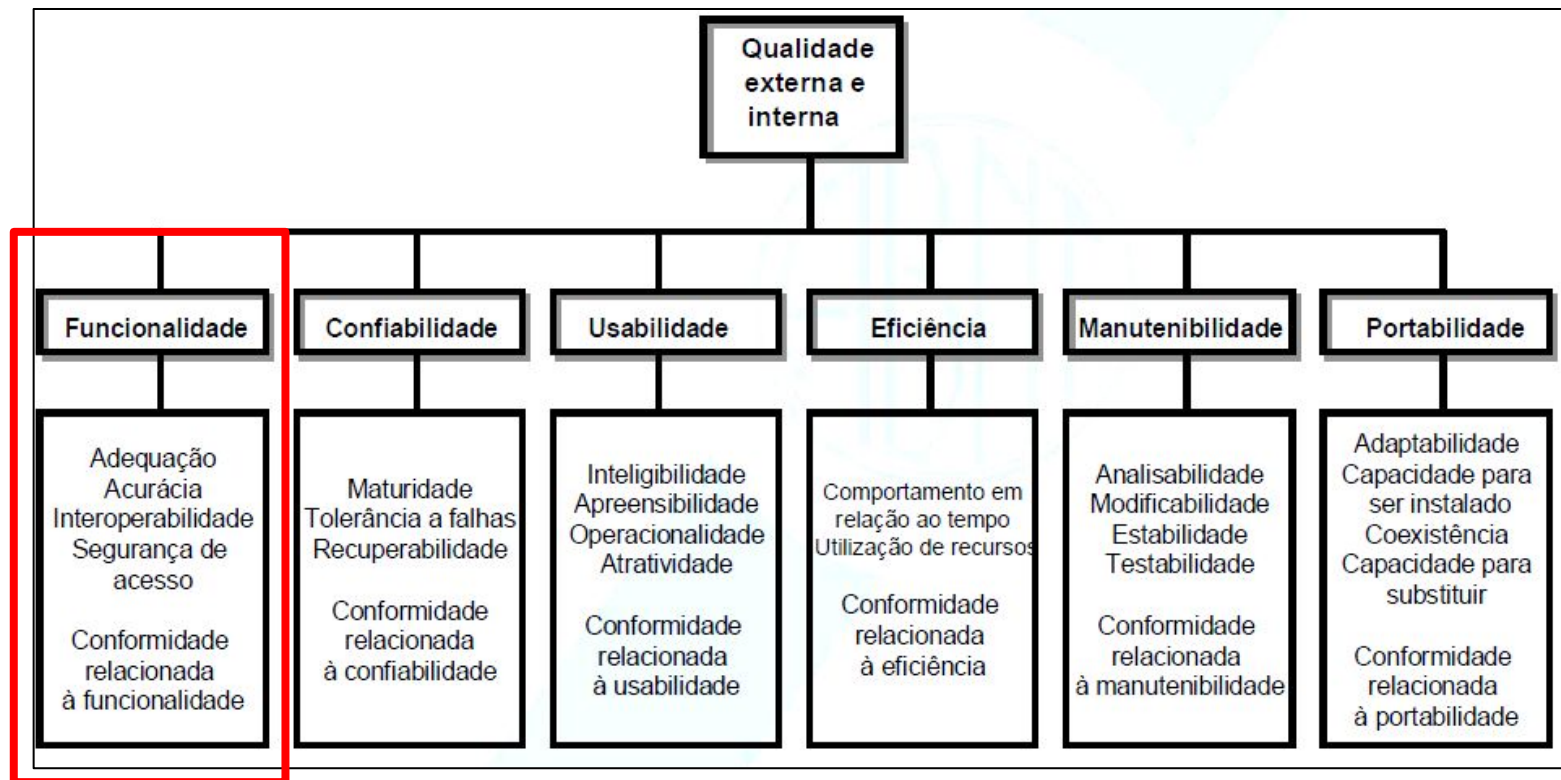 Qualidade
externa e
interna
Funcionalidade
Confiabilidade
Usabilidade
Eficiência
Manutenibilidade
Portabilidade
Adequação
Acurácia
Interoperabilidade
Segurança de
acesso
Conformidade
relacionada
à funcionalidade
Maturidade
Tolerância a falhas
Recuperabilidade
Conformidade
relacionada
à confiabilidade
Inteligibilidade
Apreensibilidade
Operacionalidade
Atratividade
Conformidade
relacionada
à usabilidade
Comportamento em
relação ao tempo
Utilização de recursos
Conformidade
relacionada
à eficiência
Analisabilidade
Modificabilidade
Estabilidade
Testabilidade
Conformidade
relacionada
à manutenibilidade
Adaptabilidade
Capacidade para
ser instalado
Coexistência
Capacidade para
substituir
Conformidade
relacionada
à portabilidade